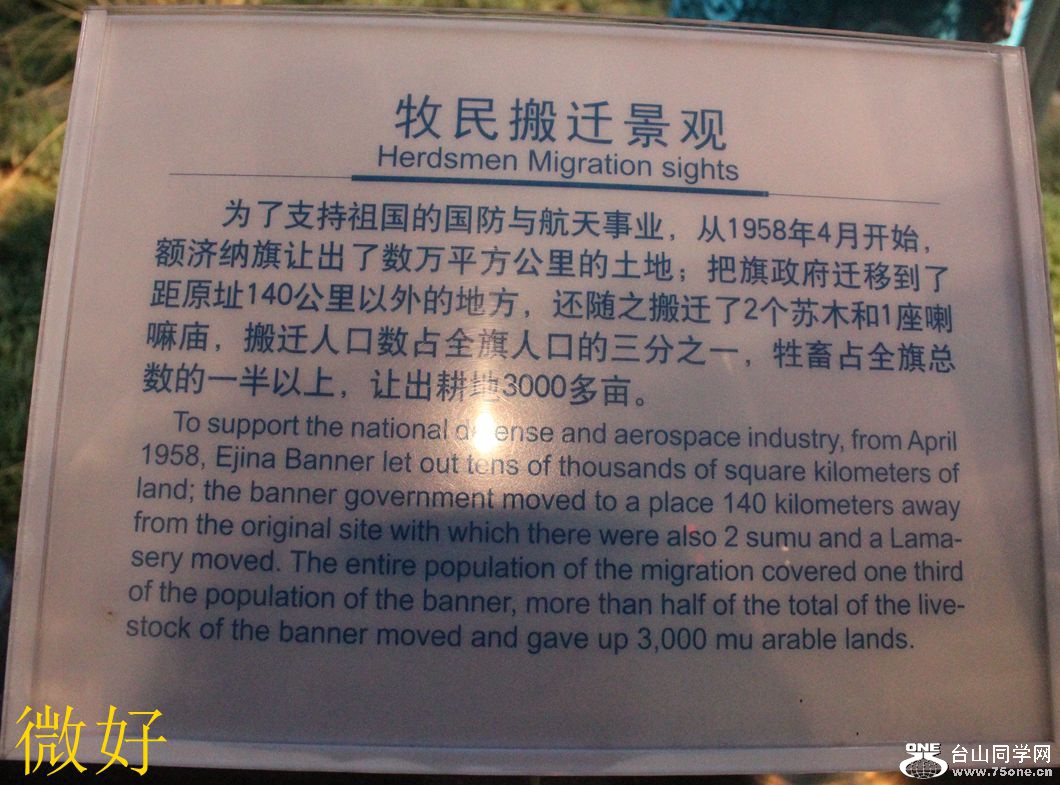 牧民搬迁景观
Herdsmen Migration sights
为了支持祖国的国防与航天事业，从1958年4月开始，
额济纳旗让出了数万平方公里的土地；把旗政府迁移到了
距原址140公里以外的地方，还随之搬迁了2个苏木和1座喇
嘛庙，搬迁人口数占全旗人口的三分之一，牲畜占全旗总
数的一半以上，让出耕地3000多亩。
To support the national defense and aerospace industry, from April
1958, Ejina Banner let out tens of thousands of square kilometers of
land; the banner government moved to a place 140 kilometers away
from the original site with which there were also 2 sumu and a Lama-
sery moved. The entire population of the migration covered one third
of the population of the banner, more than half of the total of the live-
stock of the banner moved and gave up 3,000 mu arable lands.
微好
ONE 台山同学网
www.75one.cn